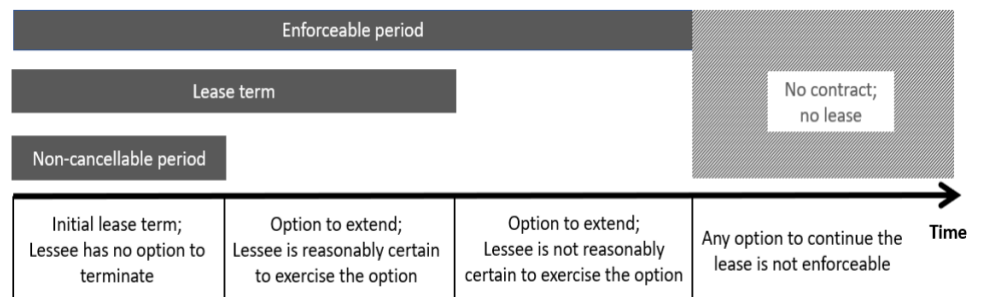 Enforceable period
Lease term
No contract;
no lease
Non-cancellable period
Initial lease term;
Lessee has no option to
terminate
Option to extend;
Lessee is reasonably certain
to exercise the option
Option to extend;
Lessee is not reasonably
certain to exercise the option
Any option to continue the
lease is not enforceable
Time